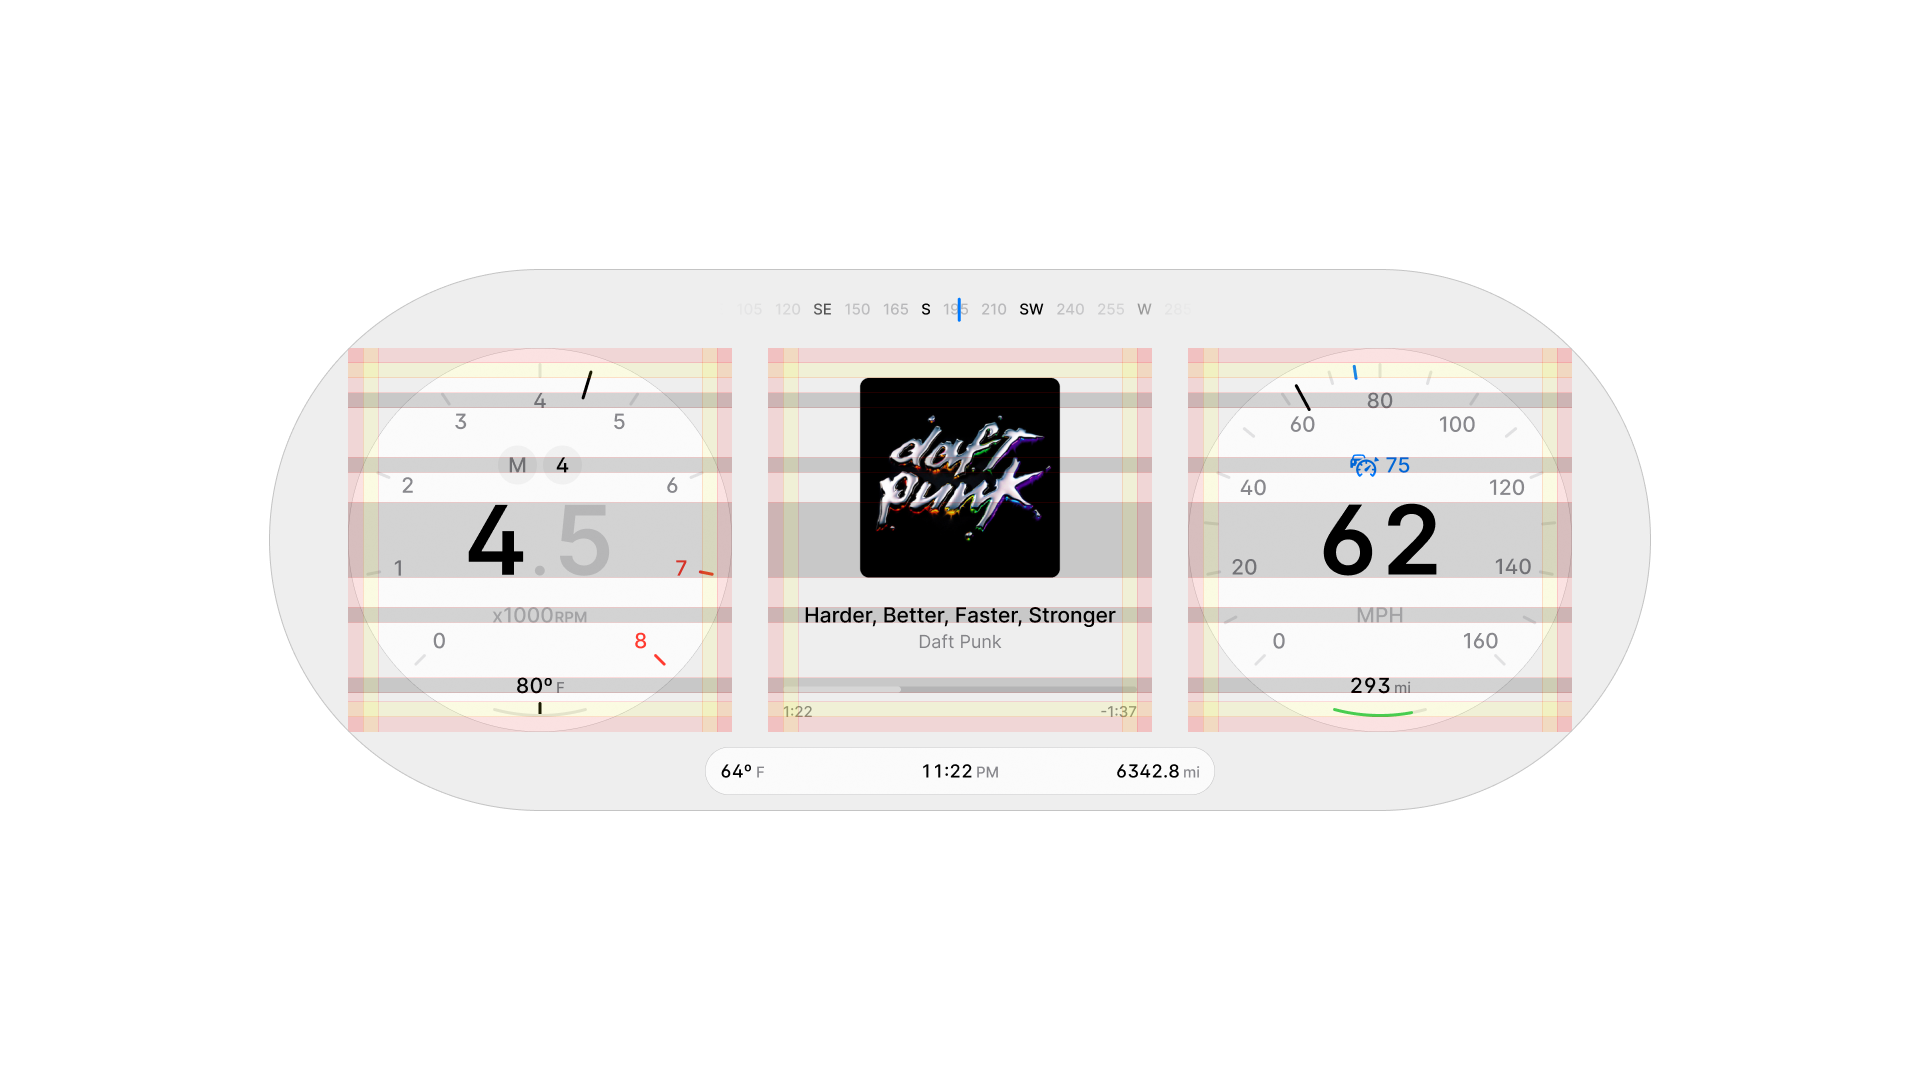 105 120 SE 150 165 S 195 210 SW 240 255 W 285
4
3
5
M 4
2
6
4.5
1
7
x1000RPM
0
8
80º F
daft
punk
Harder, Better, Faster, Stronger
Daft Punk
1:22 -1:37
80
60
100
75
40
120
62
20
140
MPH
0
160
293 mi
64º F 11:22 PM 6342.8 mi